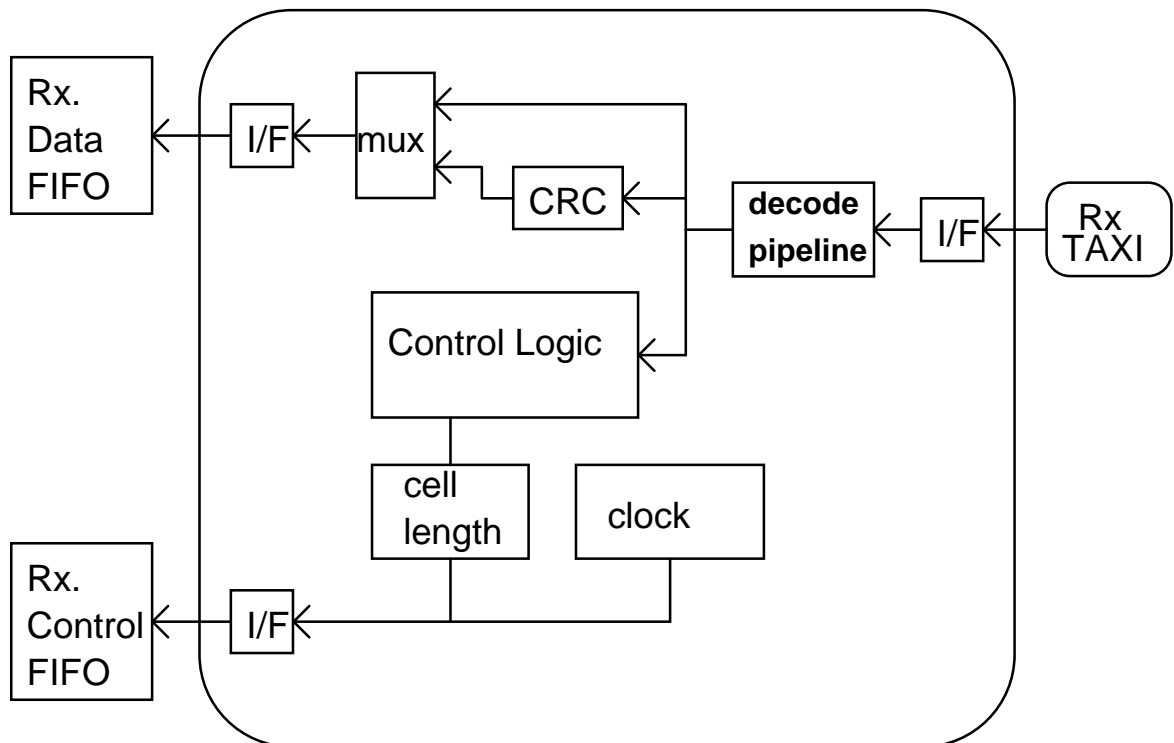 Rx.
Data
FIFO
I/F
mux
CRC
decode
pipeline
I/F
Rx
TAXI
Control Logic
cell
length
clock
Rx.
Control
FIFO
I/F